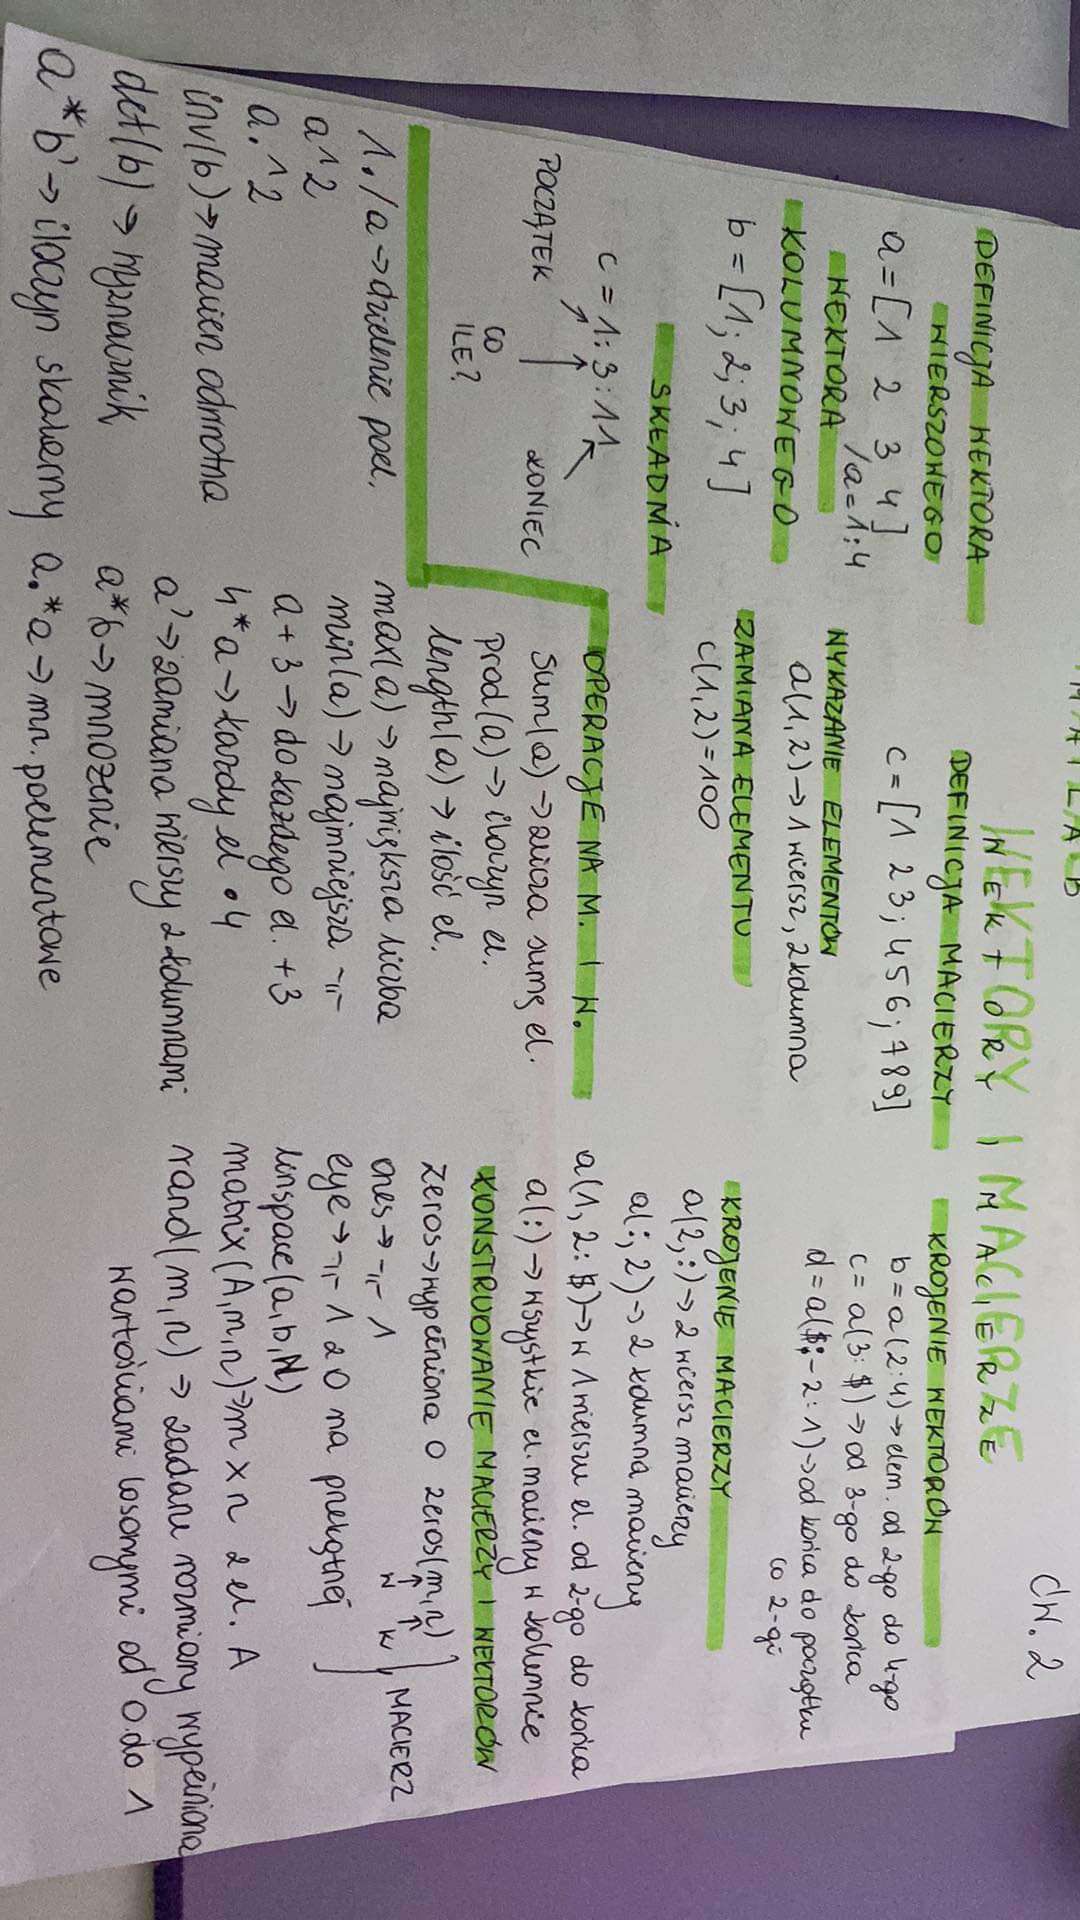 CW. 2
WEKTORY I MACIERZE
DEFINICJA WEKTORA
WIERSZOWEGO
a = [1 2 3 4]
/a=1:4
WEKTORA
KOLUMNOWEGO
b = [1; 2; 3; 4]
SKŁADNIA
c = 1:3:11
POCZĄTEK
CO
ILE?
KONIEC
DEFINICJA MACIERZY
c = [1 2 3; 4 5 6; 7 8 9]
WYKAZANIE ELEMENTÓW
a(1,2) → 1 wiersz, 2 kolumna
ZAMIANA ELEMENTU
c(1,2) = 100
KROJENIE WEKTORÓW
b = a(2:4) → elem. od 2-go do 4-go
c = a(3:$) → od 3-go do końca
d = a($:-2:1) → od końca do początku
co 2-gi
KROJENIE MACIERZY
a(2,:) → 2 wiersz macierzy
a(:,2) → 2 kolumna macierzy
a(1,2:$) → w 1 wierszu el. od 2-go do końca
a(:) → wszystkie el. macierzy w kolumnie
OPERACJE NA M. I W.
sum(a) → zwraca sumę el.
prod(a) → iloczyn el.
length(a) → ilość el.
max(a) → największa liczba
min(a) → najmniejsza -11-
a+3 → do każdego el. +3
4*a → każdy el • 4
a' → zamiana wierszy z kolumnami
a*b → mnożenie
a.*a → mn. poelementowe
1./a → dzielenie poel.
a^2
a.^2
inv(b) → macierz odwrotna
det(b) → wyznacznik
a*b' → iloczyn skalarny
KONSTRUOWANIE MACIERZY I WEKTORÓW
zeros → wypełniona 0 zeros(m,n)
W K
ones → -11- 1
MACIERZ
eye → -11- 1 z 0 na przekątnej
linspace(a,b,N)
matrix(A,m,n) → m x n z el. A
rand(m,n) → zadane rozmiary wypełniona
wartościami losowymi od 0 do 1